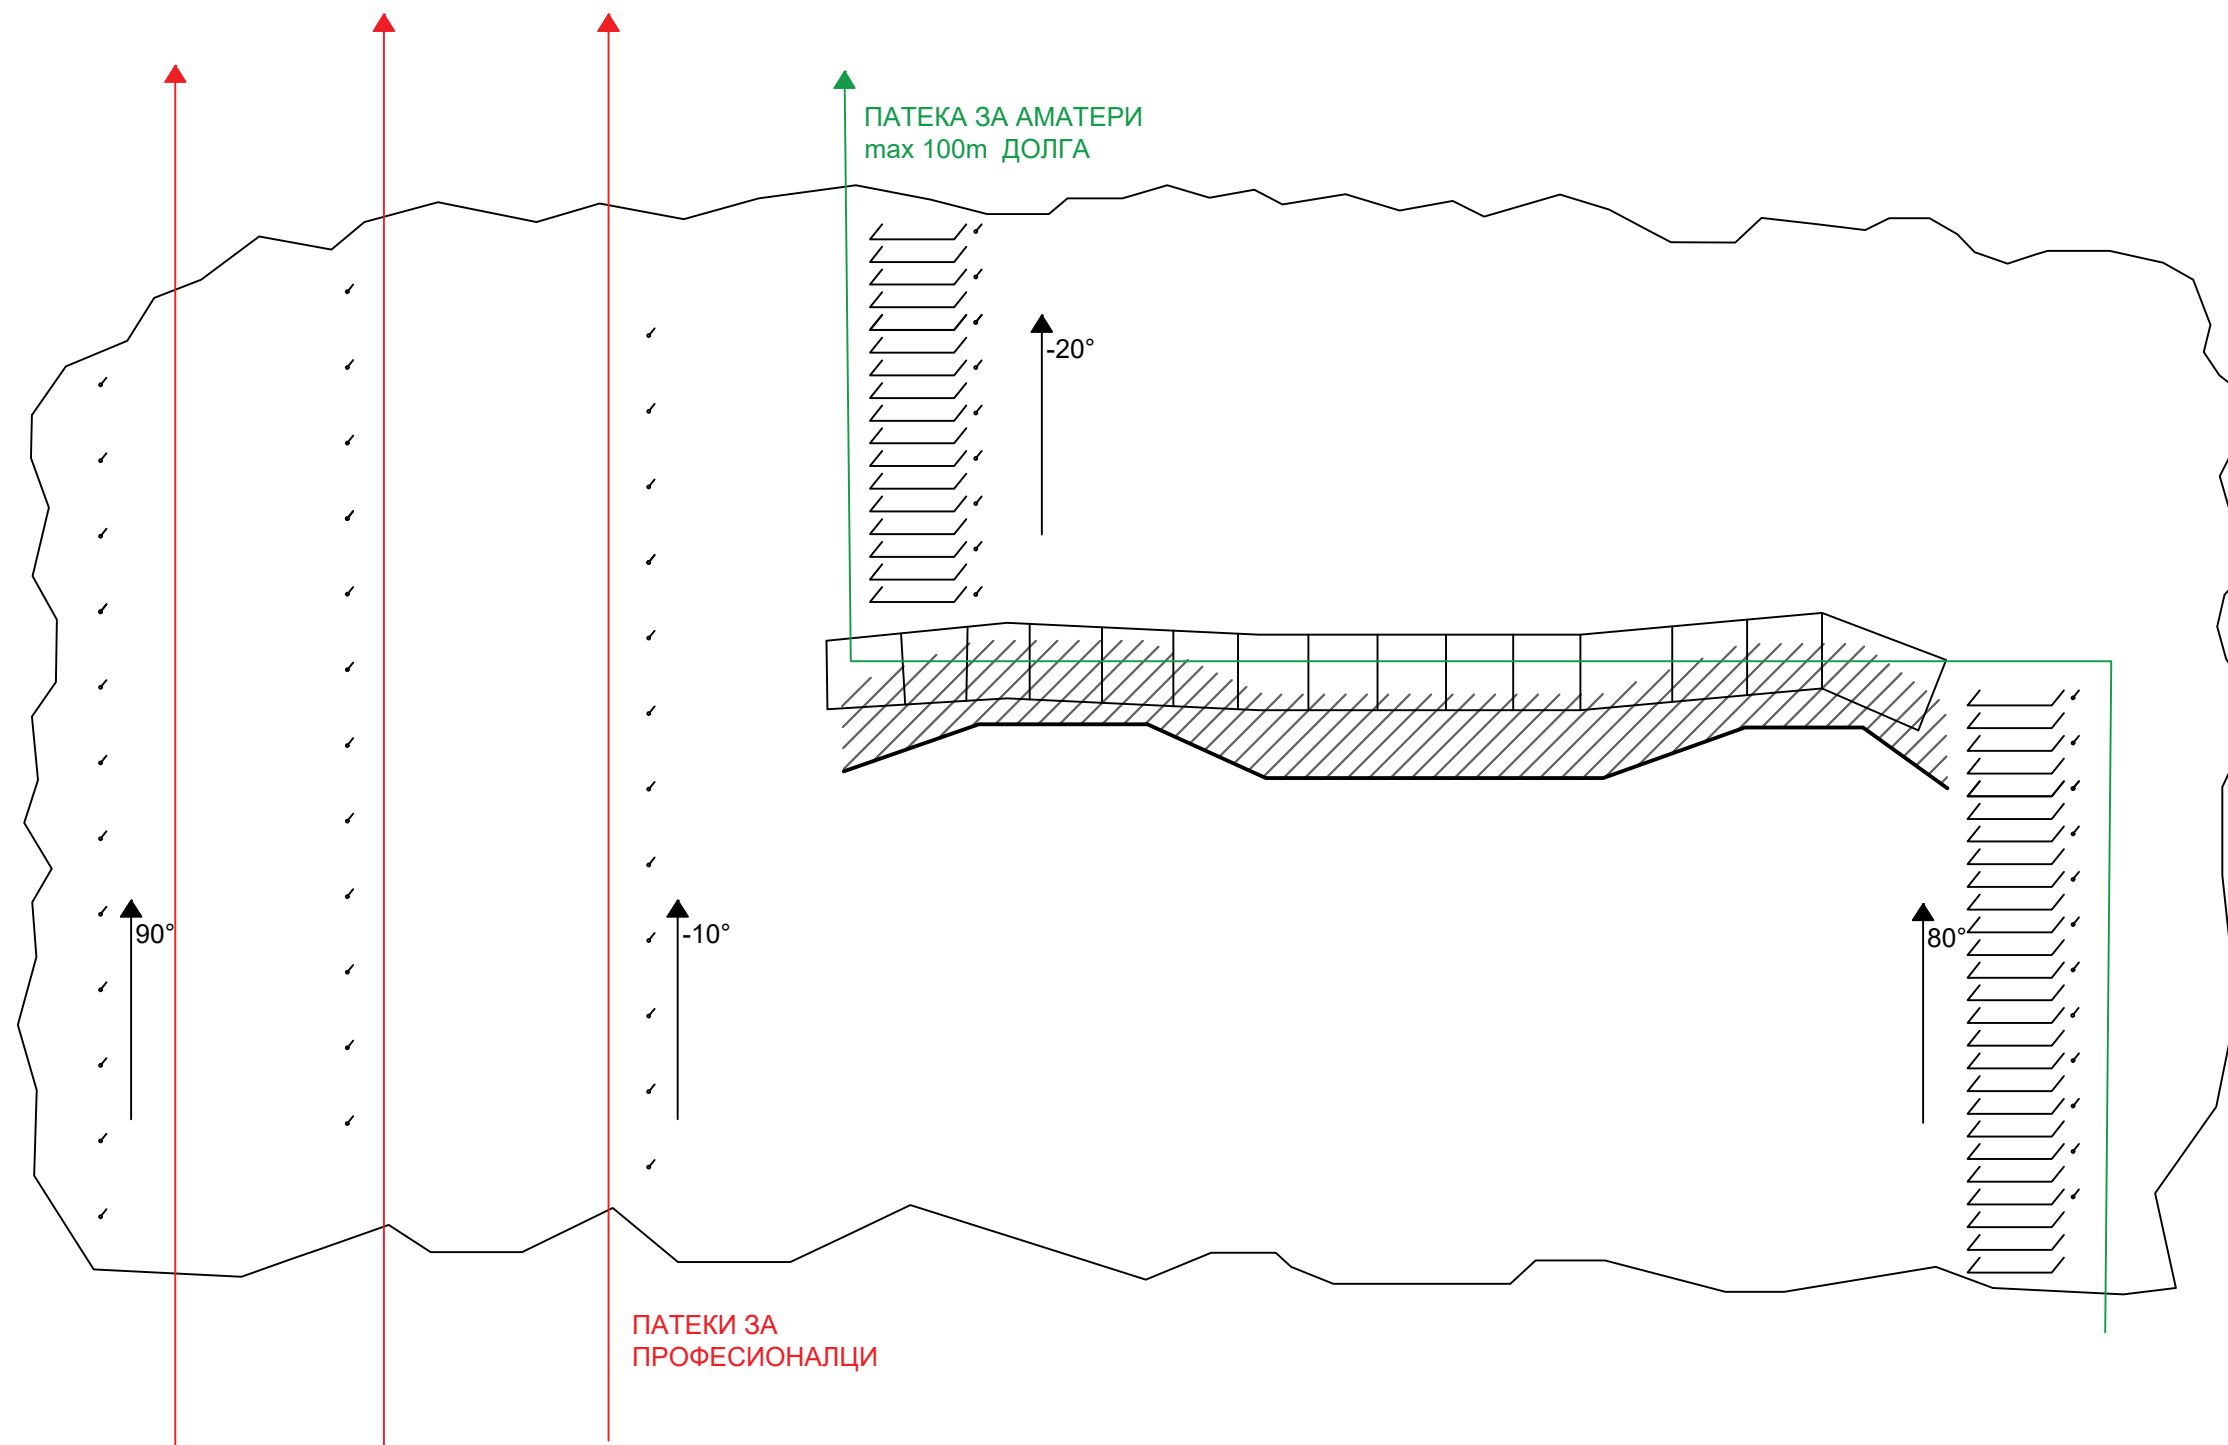 ПАТЕКА ЗА АМАТЕРИ
max 100m ДОЛГА
-20°
90°
-10°
80°
ПАТЕКИ ЗА
ПРОФЕСИОНАЛЦИ